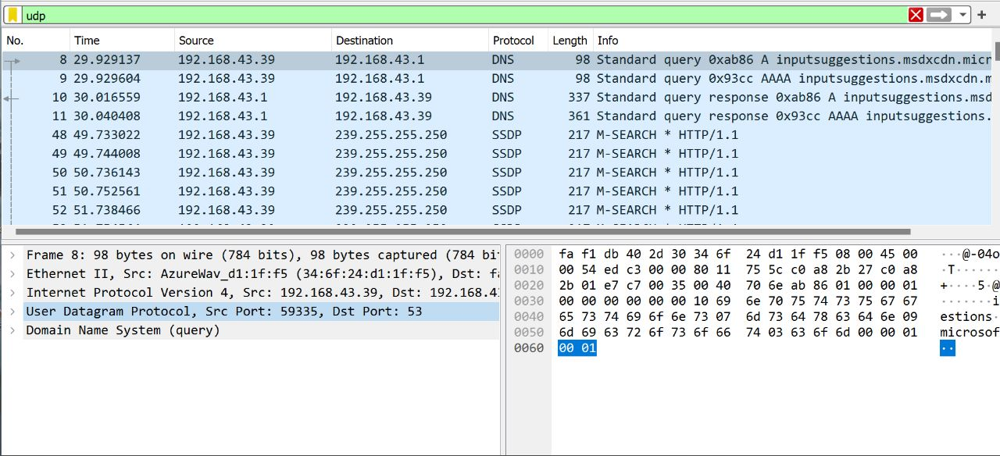 udp
No. Time Source Destination Protocol Length Info
8 29.929137 192.168.43.39 192.168.43.1 DNS 98 Standard query 0xab86 A inputsuggestions.msdxcdn.micr
9 29.929604 192.168.43.39 192.168.43.1 DNS 98 Standard query 0x93cc AAAA inputsuggestions.msdxcdn.m
10 30.016559 192.168.43.1 192.168.43.39 DNS 337 Standard query response 0xab86 A inputsuggestions.msd
11 30.040408 192.168.43.1 192.168.43.39 DNS 361 Standard query response 0x93cc AAAA inputsuggestions.
48 49.733022 192.168.43.39 239.255.255.250 SSDP 217 M-SEARCH * HTTP/1.1
49 49.744008 192.168.43.39 239.255.255.250 SSDP 217 M-SEARCH * HTTP/1.1
50 50.736143 192.168.43.39 239.255.255.250 SSDP 217 M-SEARCH * HTTP/1.1
51 50.752561 192.168.43.39 239.255.255.250 SSDP 217 M-SEARCH * HTTP/1.1
52 51.738466 192.168.43.39 239.255.255.250 SSDP 217 M-SEARCH * HTTP/1.1
Frame 8: 98 bytes on wire (784 bits), 98 bytes captured (784 bi
Ethernet II, Src: AzureWav_d1:1f:f5 (34:6f:24:d1:1f:f5), Dst: fa
Internet Protocol Version 4, Src: 192.168.43.39, Dst: 192.168.4
User Datagram Protocol, Src Port: 59335, Dst Port: 53
Domain Name System (query)
0000 fa f1 db 40 2d 30 34 6f 24 d1 1f f5 08 00 45 00 ···@-04o
0010 00 54 ed c3 00 00 80 11 75 5c c0 a8 2b 27 c0 a8 ·T······
0020 2b 01 e7 c7 00 35 00 40 70 6e ab 86 01 00 00 01 +····5·@
0030 00 00 00 00 00 00 10 69 6e 70 75 74 73 75 67 67 ·······i
0040 65 73 74 69 6f 6e 73 07 6d 73 64 78 63 64 6e 09 estions·
0050 6d 69 63 72 6f 73 6f 66 74 03 63 6f 6d 00 00 01 microsof
0060 00 01 ··